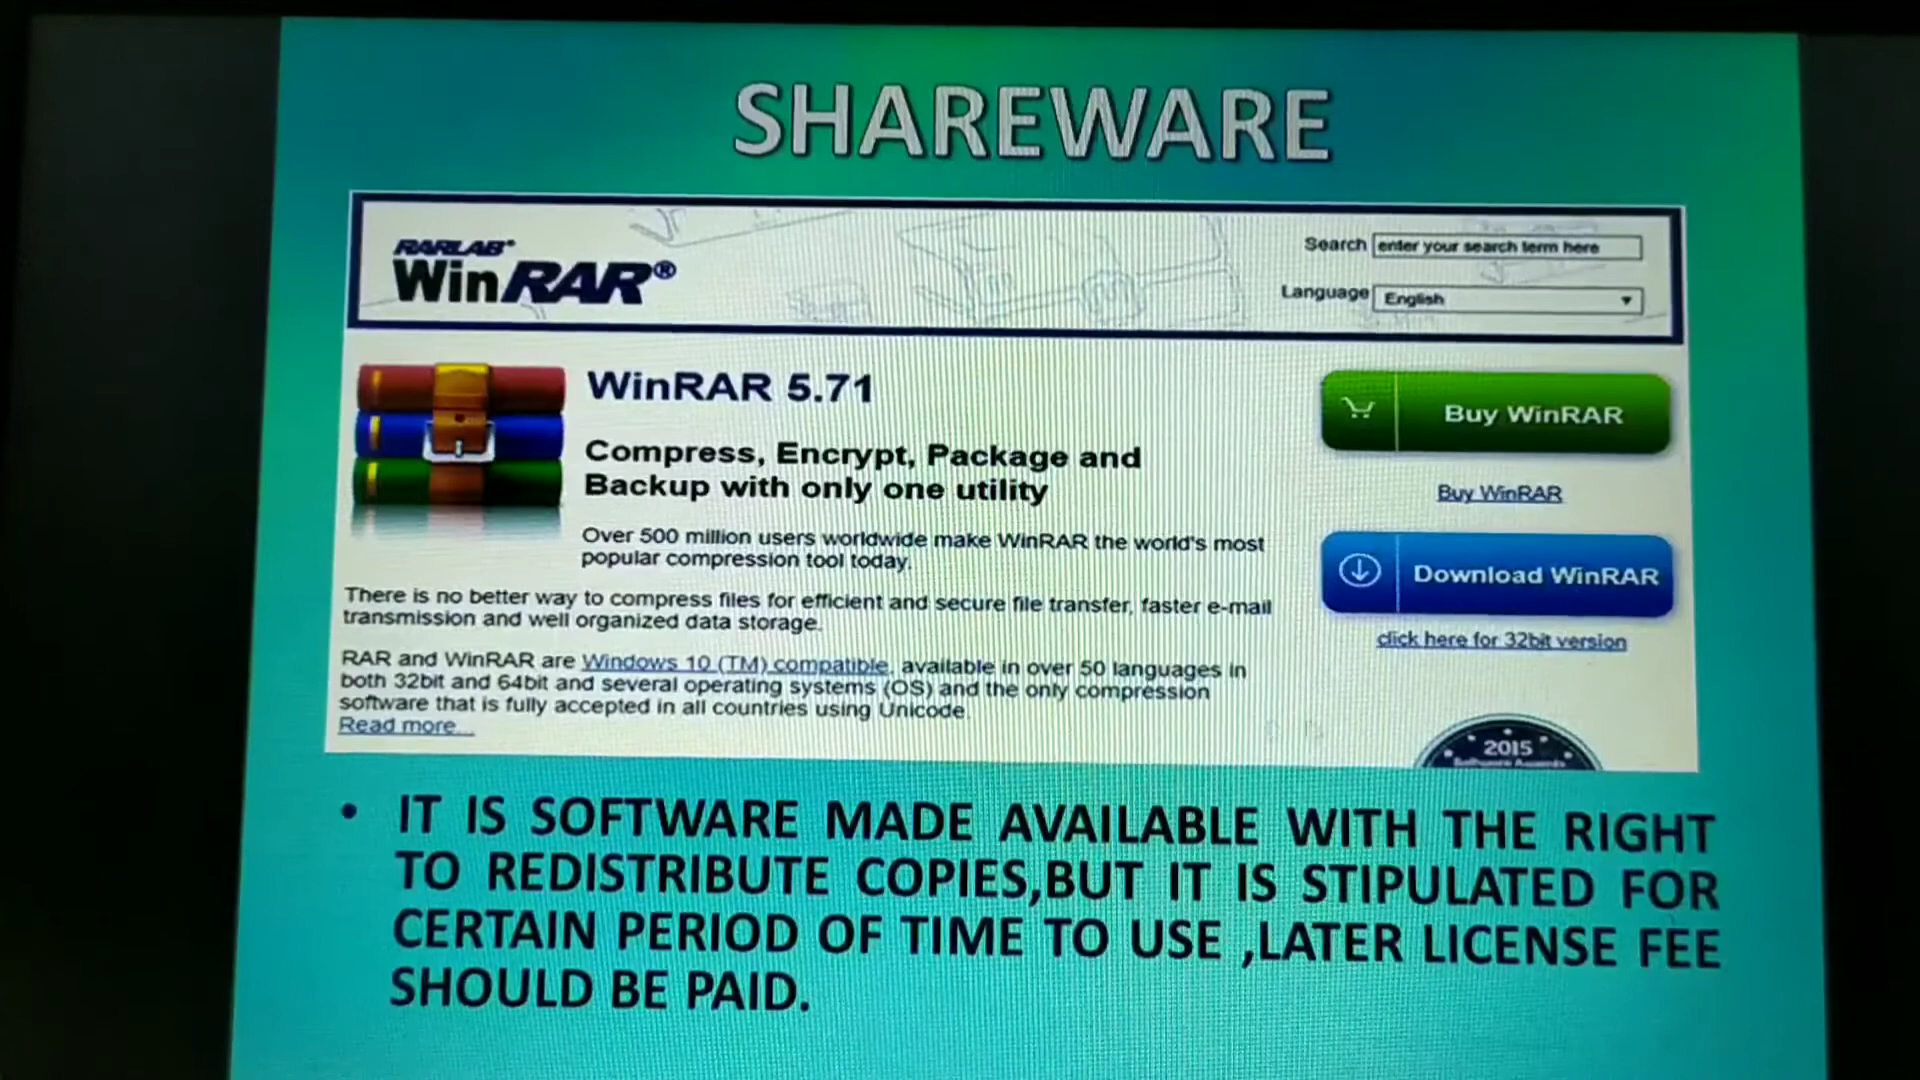 SHAREWARE
RARLAB®
WinRAR®
Search enter your search term here
Language English
WinRAR 5.71
Compress, Encrypt, Package and
Backup with only one utility
Over 500 million users worldwide make WinRAR the world's most
popular compression tool today.
There is no better way to compress files for efficient and secure file transfer, faster e-mail
transmission and well organized data storage.
RAR and WinRAR are Windows 10 (TM) compatible, available in over 50 languages in
both 32bit and 64bit and several operating systems (OS) and the only compression
software that is fully accepted in all countries using Unicode.
Read more...
Buy WinRAR
Buy WinRAR
Download WinRAR
click here for 32bit version
2015
Software Awards
• IT IS SOFTWARE MADE AVAILABLE WITH THE RIGHT
TO REDISTRIBUTE COPIES,BUT IT IS STIPULATED FOR
CERTAIN PERIOD OF TIME TO USE ,LATER LICENSE FEE
SHOULD BE PAID.